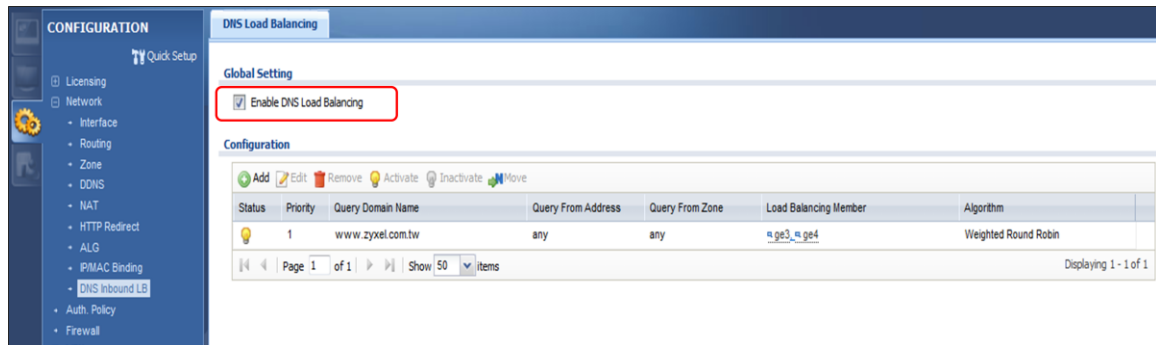 CONFIGURATION
Quick Setup
Licensing
Network
Interface
Routing
Zone
DDNS
NAT
HTTP Redirect
ALG
IP/MAC Binding
DNS Inbound LB
Auth. Policy
Firewall
DNS Load Balancing
Global Setting
Enable DNS Load Balancing
Configuration
Add Edit Remove Activate Inactivate Move
Status Priority Query Domain Name Query From Address Query From Zone Load Balancing Member Algorithm
1 www.zyxel.com.tw any any ge3, ge4 Weighted Round Robin
Page 1 of 1 Show 50 items Displaying 1 - 1 of 1